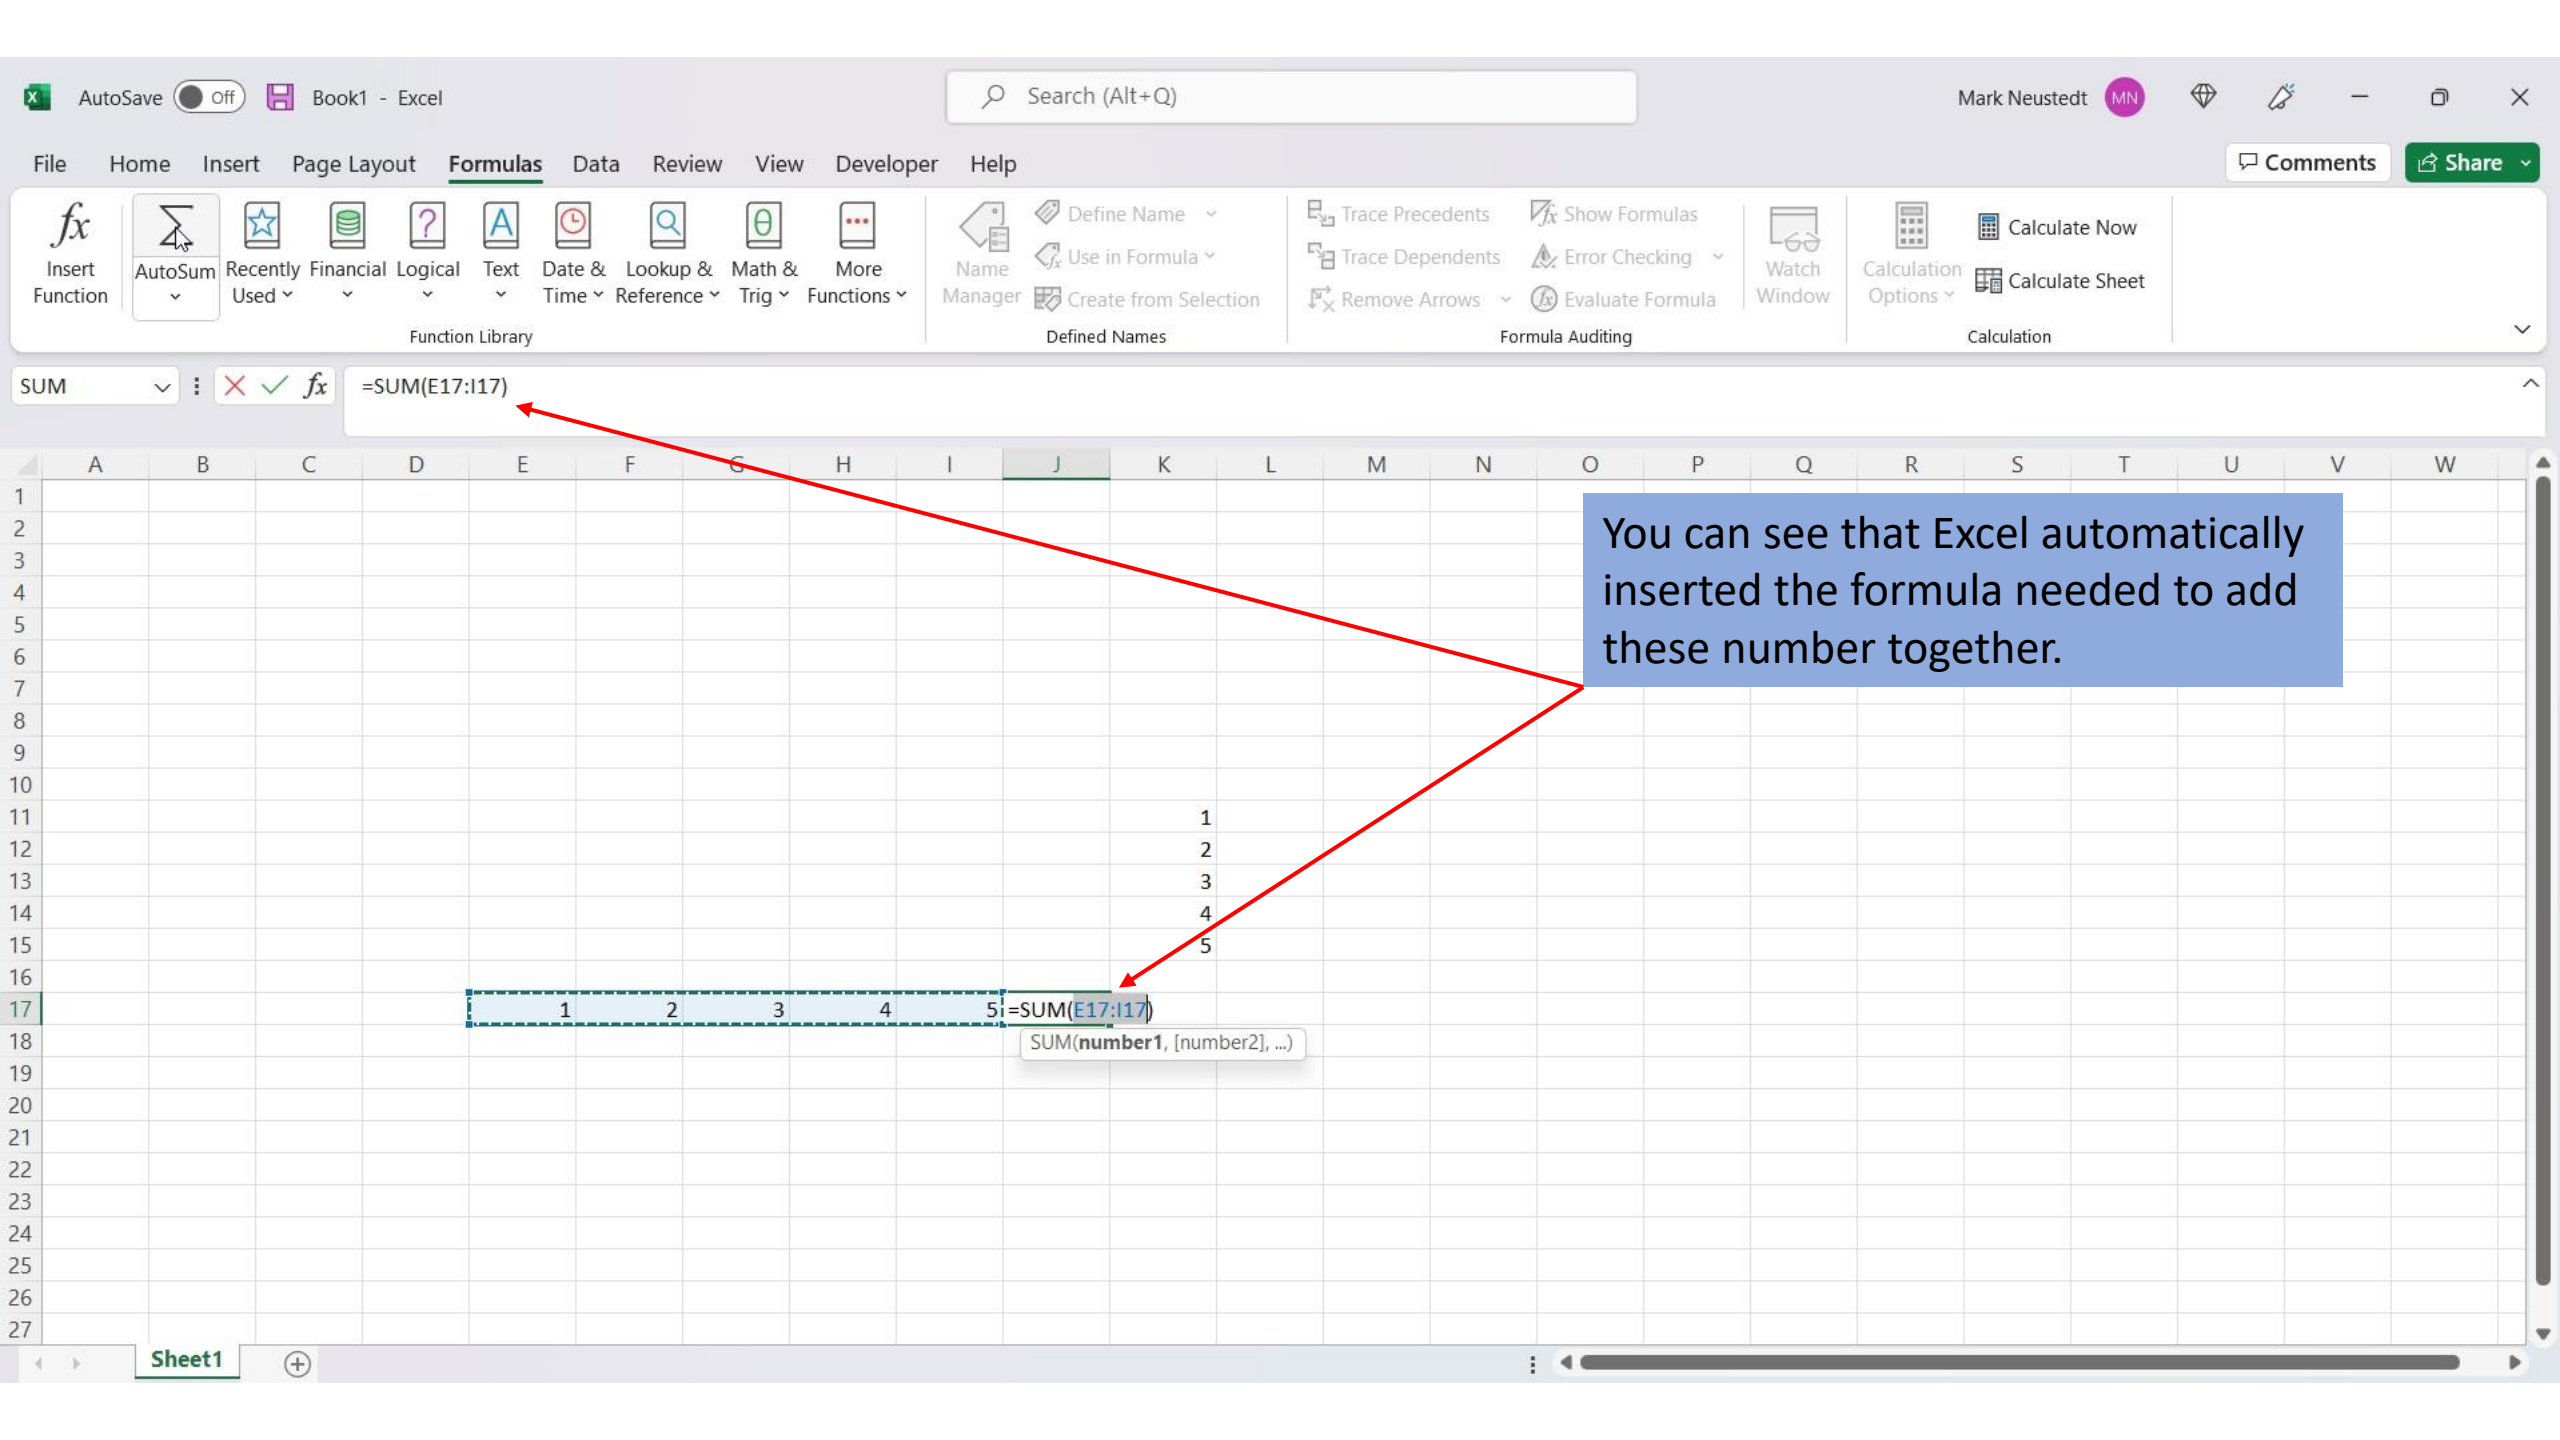 AutoSave Off Book1 - Excel Search (Alt+Q) Mark Neustedt MN
File Home Insert Page Layout Formulas Data Review View Developer Help Comments Share
fx Insert Function
AutoSum
Recently Used
Financial
Logical
Text
Date & Time
Lookup & Reference
Math & Trig
More Functions
Function Library
Name Manager
Define Name
Use in Formula
Create from Selection
Defined Names
Trace Precedents
Trace Dependents
Remove Arrows
Show Formulas
Error Checking
Evaluate Formula
Formula Auditing
Watch Window
Calculation Options
Calculate Now
Calculate Sheet
Calculation
SUM fx =SUM(E17:I17)
A B C D E F G H I J K L M N O P Q R S T U V W
1
2
3
4
5
6
7
8
9
10
11 1
12 2
13 3
14 4
15 5
16
17 1 2 3 4 5 =SUM(E17:I17)
18 SUM(number1, [number2], ...)
19
20
21
22
23
24
25
26
27
You can see that Excel automatically
inserted the formula needed to add
these number together.
Sheet1